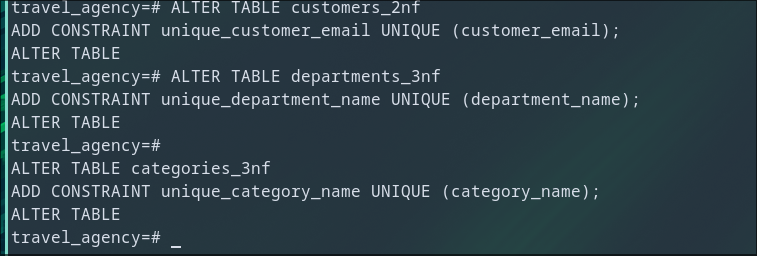 travel_agency=# ALTER TABLE customers_2nf
ADD CONSTRAINT unique_customer_email UNIQUE (customer_email);
ALTER TABLE
travel_agency=# ALTER TABLE departments_3nf
ADD CONSTRAINT unique_department_name UNIQUE (department_name);
ALTER TABLE
travel_agency=#
ALTER TABLE categories_3nf
ADD CONSTRAINT unique_category_name UNIQUE (category_name);
ALTER TABLE
travel_agency=# _